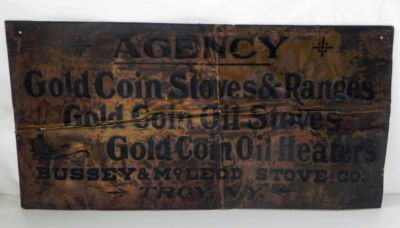 AGENCY
Gold Coin Stoves & Ranges
Gold Coin Oil Stoves
Gold Coin Oil Heaters
BUSSEY & McLEOD STOVE CO.
TROY, N.Y.